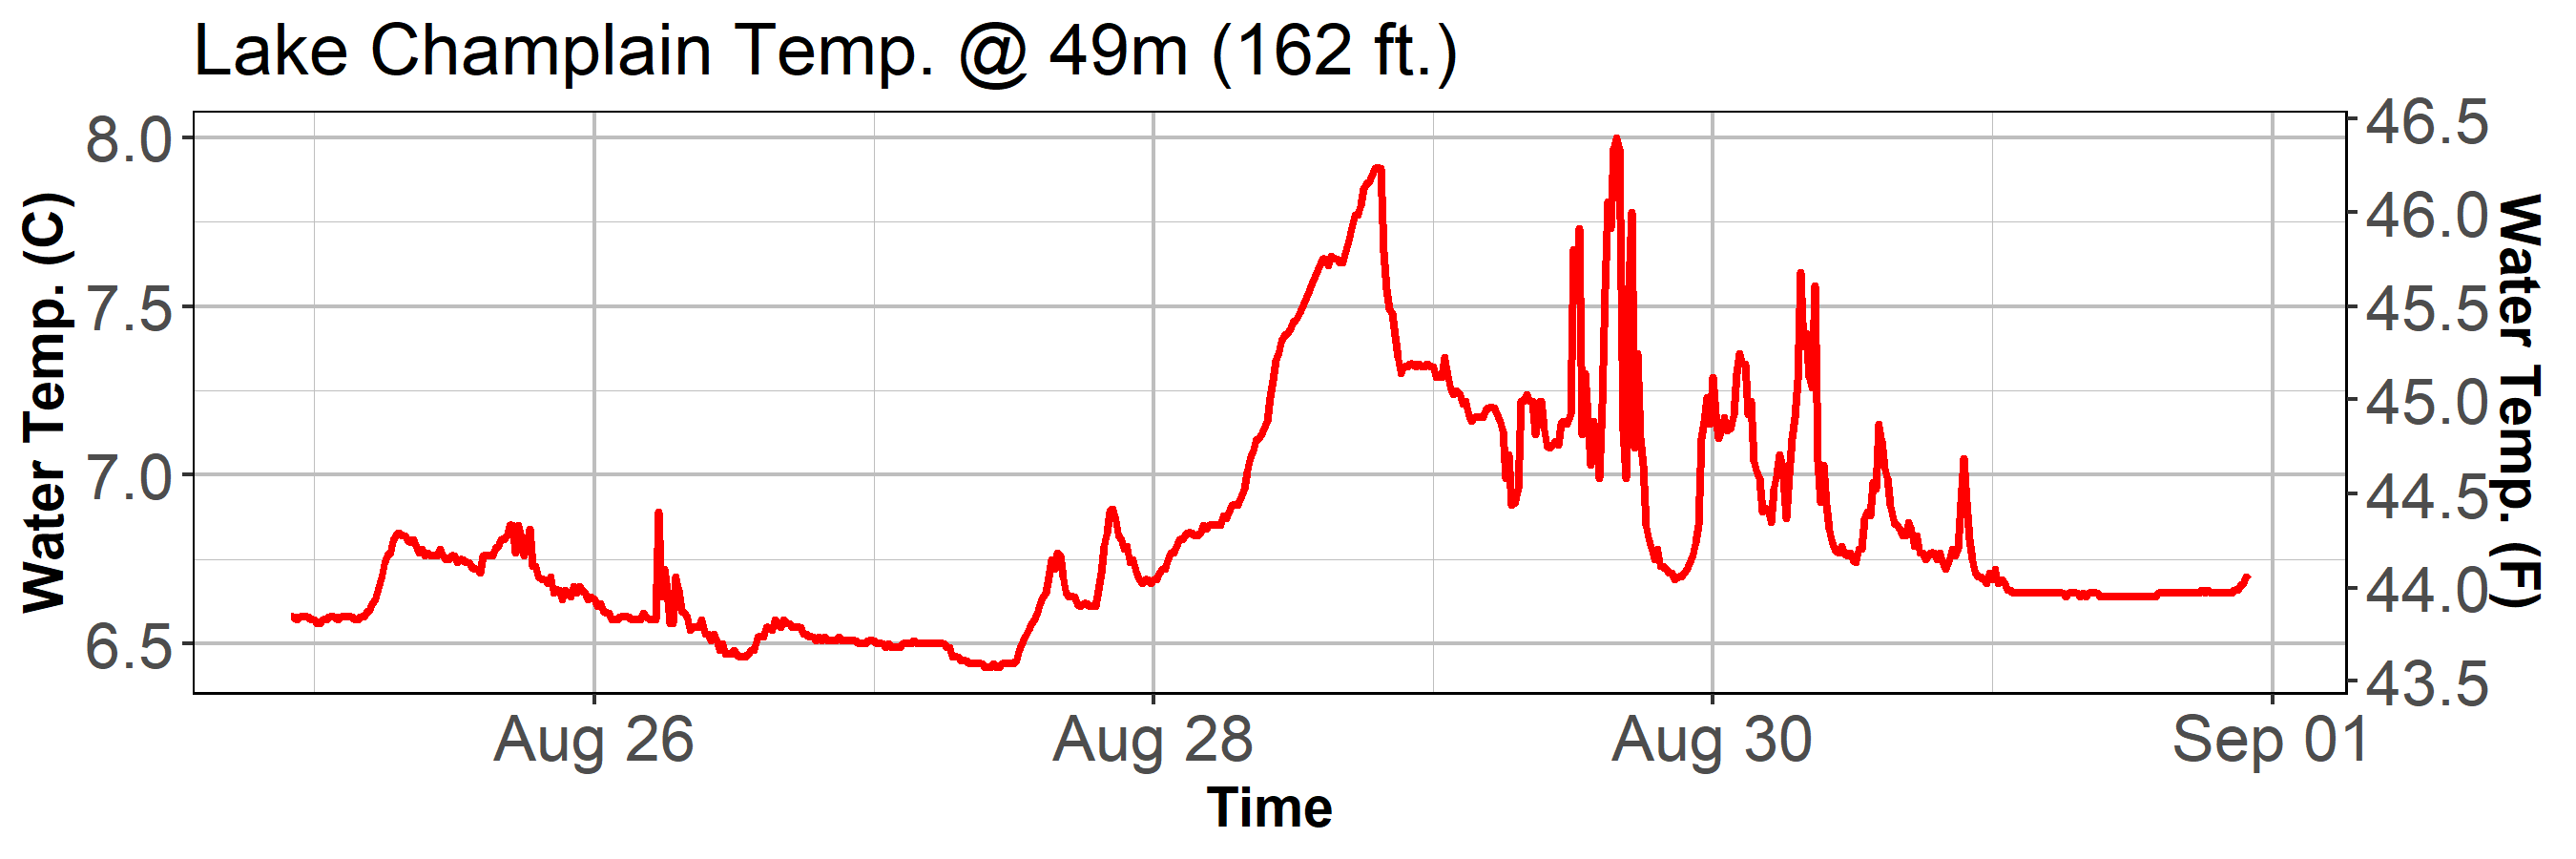 Lake Champlain Temp. @ 49m (162 ft.)
Water Temp. (C)
8.0
7.5
7.0
6.5
46.5
46.0
45.5
45.0
44.5
44.0
43.5
Water Temp. (F)
Aug 26
Aug 28
Aug 30
Sep 01
Time